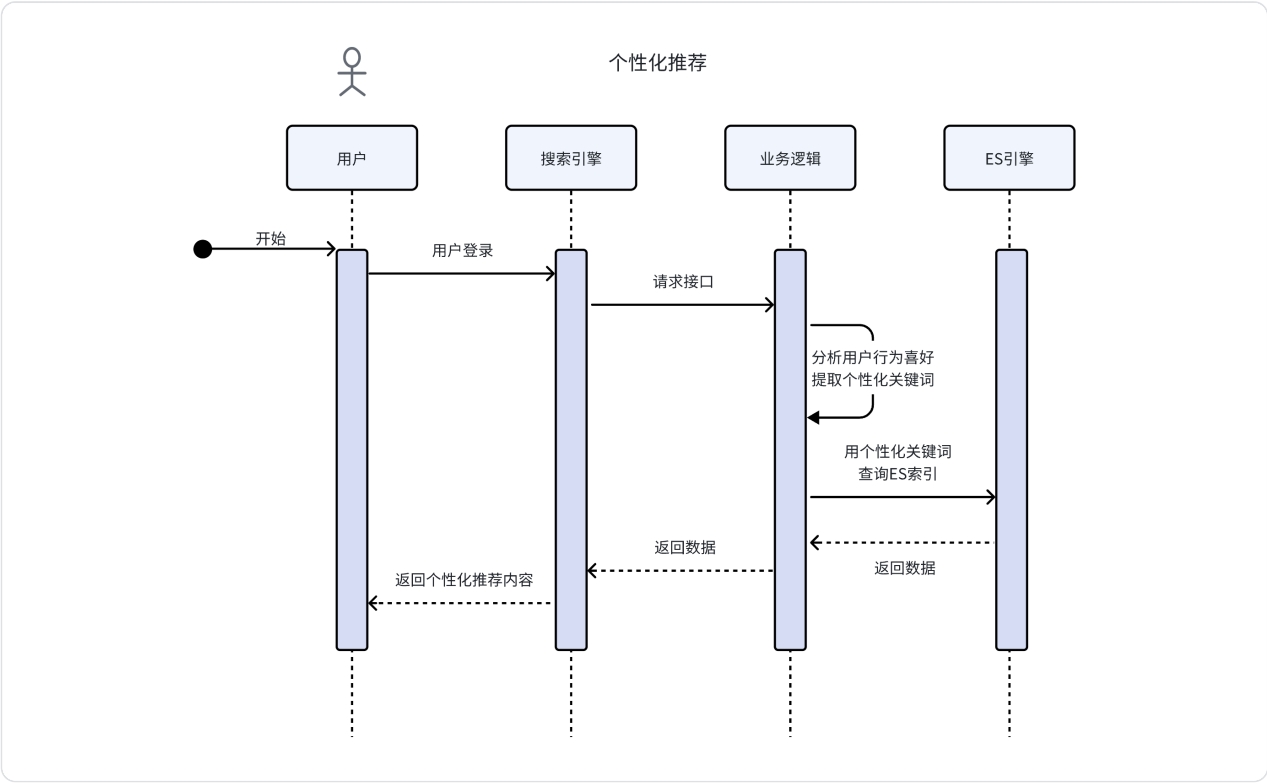 个性化推荐
用户
搜索引擎
业务逻辑
ES引擎
开始
用户登录
请求接口
分析用户行为喜好
提取个性化关键词
用个性化关键词
查询ES索引
返回数据
返回数据
返回个性化推荐内容